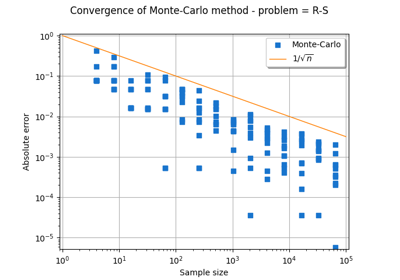 Convergence of Monte-Carlo method - problem = R-S
Monte-Carlo
1/√n
Absolute error
10⁰
10⁻¹
10⁻²
10⁻³
10⁻⁴
10⁻⁵
10⁰ 10¹ 10² 10³ 10⁴ 10⁵
Sample size